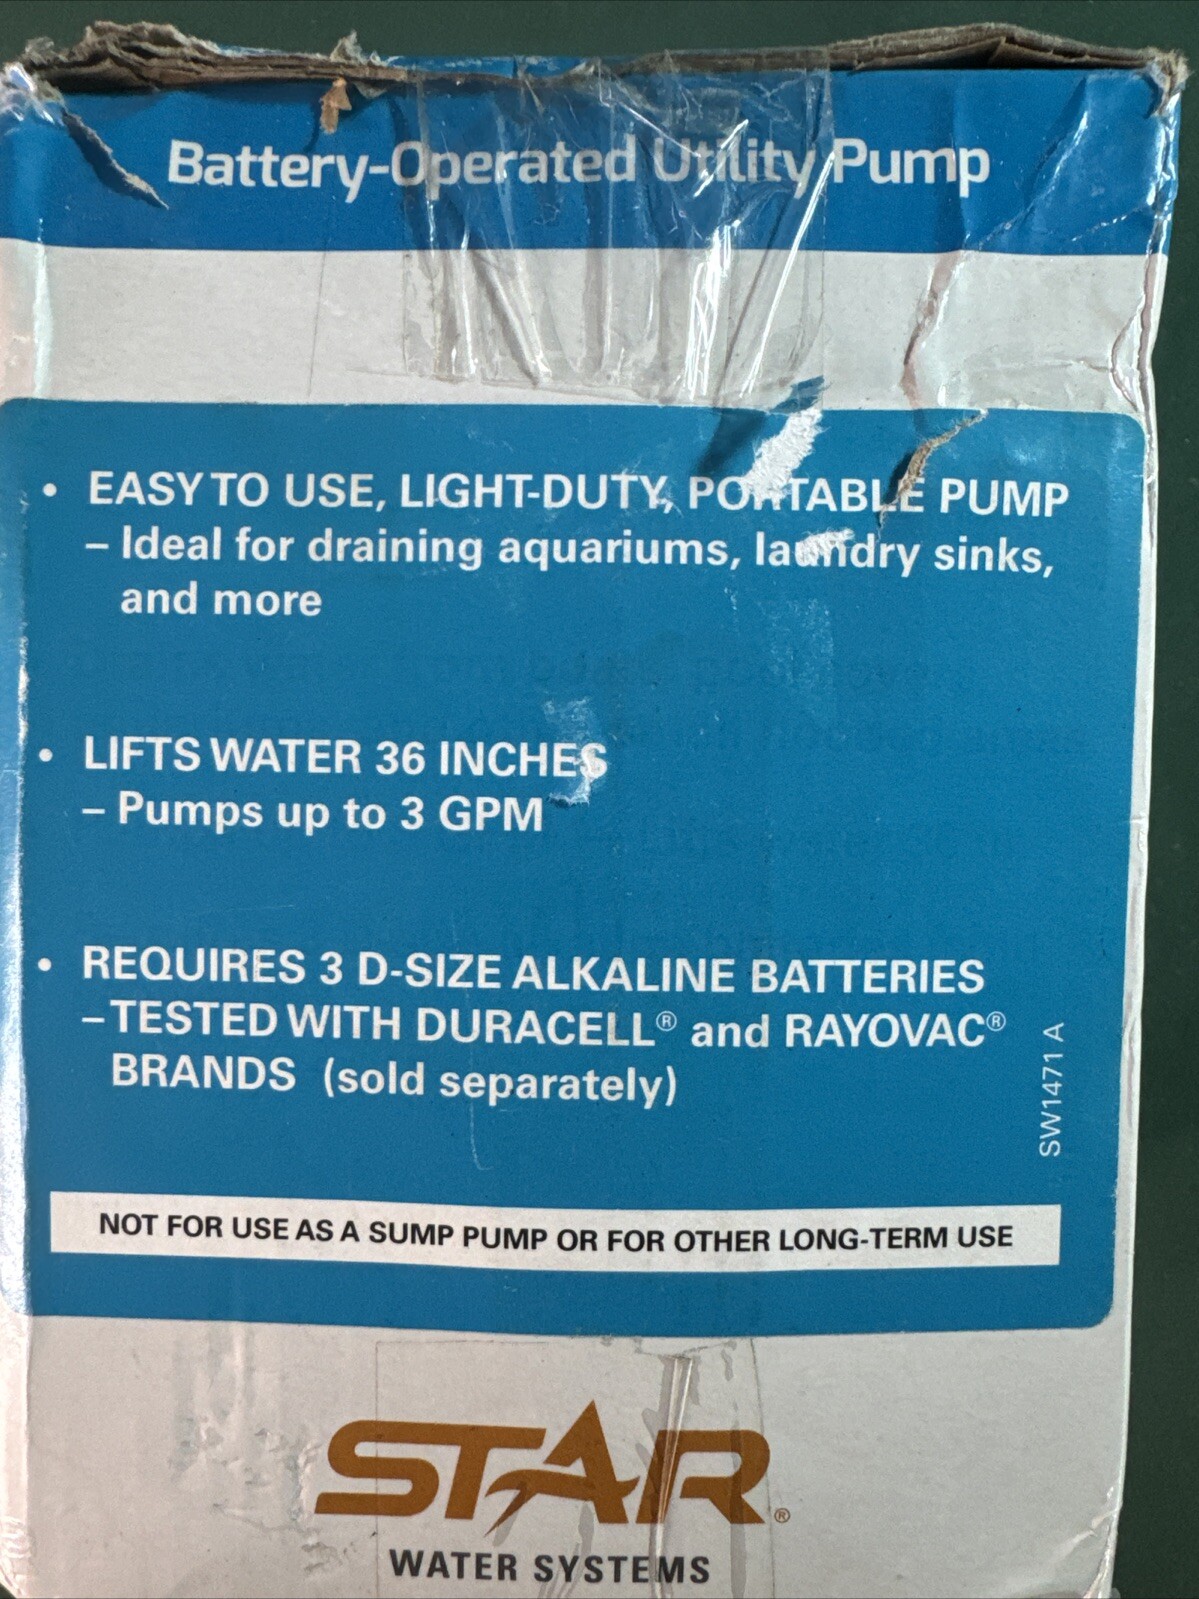 Battery-Operated Utility Pump
• EASY TO USE, LIGHT-DUTY, PORTABLE PUMP
– Ideal for draining aquariums, laundry sinks,
and more
• LIFTS WATER 36 INCHES
– Pumps up to 3 GPM
• REQUIRES 3 D-SIZE ALKALINE BATTERIES
– TESTED WITH DURACELL® and RAYOVAC®
BRANDS (sold separately)
SW1471 A
NOT FOR USE AS A SUMP PUMP OR FOR OTHER LONG-TERM USE
STAR®
WATER SYSTEMS